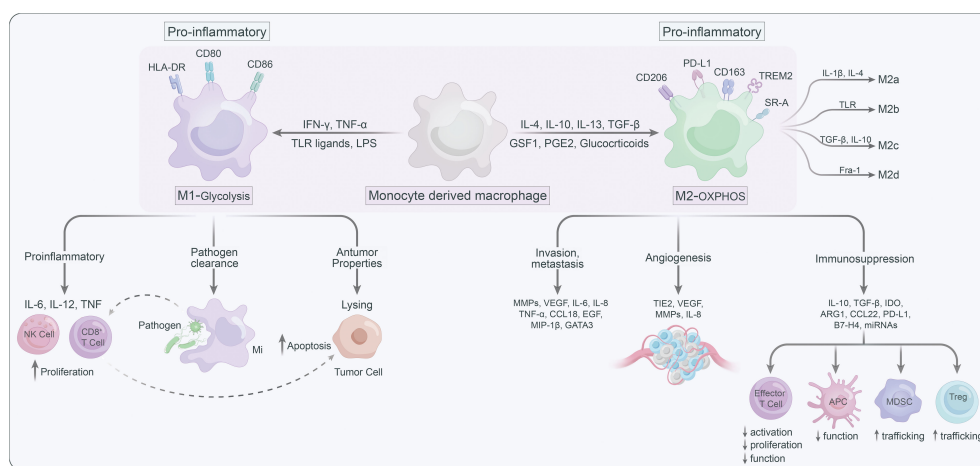 Pro-inflammatory
Pro-inflammatory
HLA-DR
CD80
CD86
CD206
PD-L1
CD163
TREM2
SR-A
IL-1β, IL-4
M2a
TLR
M2b
TGF-β, IL-10
M2c
Fra-1
M2d
IFN-γ, TNF-α
TLR ligands, LPS
IL-4, IL-10, IL-13, TGF-β
GSF1, PGE2, Glucocrticoids
M1-Glycolysis
Monocyte derived macrophage
M2-OXPHOS
Proinflammatory
Pathogen
clearance
Antumor
Properties
Invasion,
metastasis
Angiogenesis
Immunosuppression
IL-6, IL-12, TNF
NK Cell
CD8+
T Cell
Proliferation
Pathogen
Mi
Apoptosis
Lysing
Tumor Cell
MMPs, VEGF, IL-6, IL-8
TNF-α, CCL18, EGF,
MIP-1β, GATA3
TIE2, VEGF,
MMPs, IL-8
IL-10, TGF-β, IDO,
ARG1, CCL22, PD-L1,
B7-H4, miRNAs
Effector
T Cell
APC
MDSC
Treg
↓ activation
↓ proliferation
↓ function
↓ function
↑ trafficking
↑ trafficking